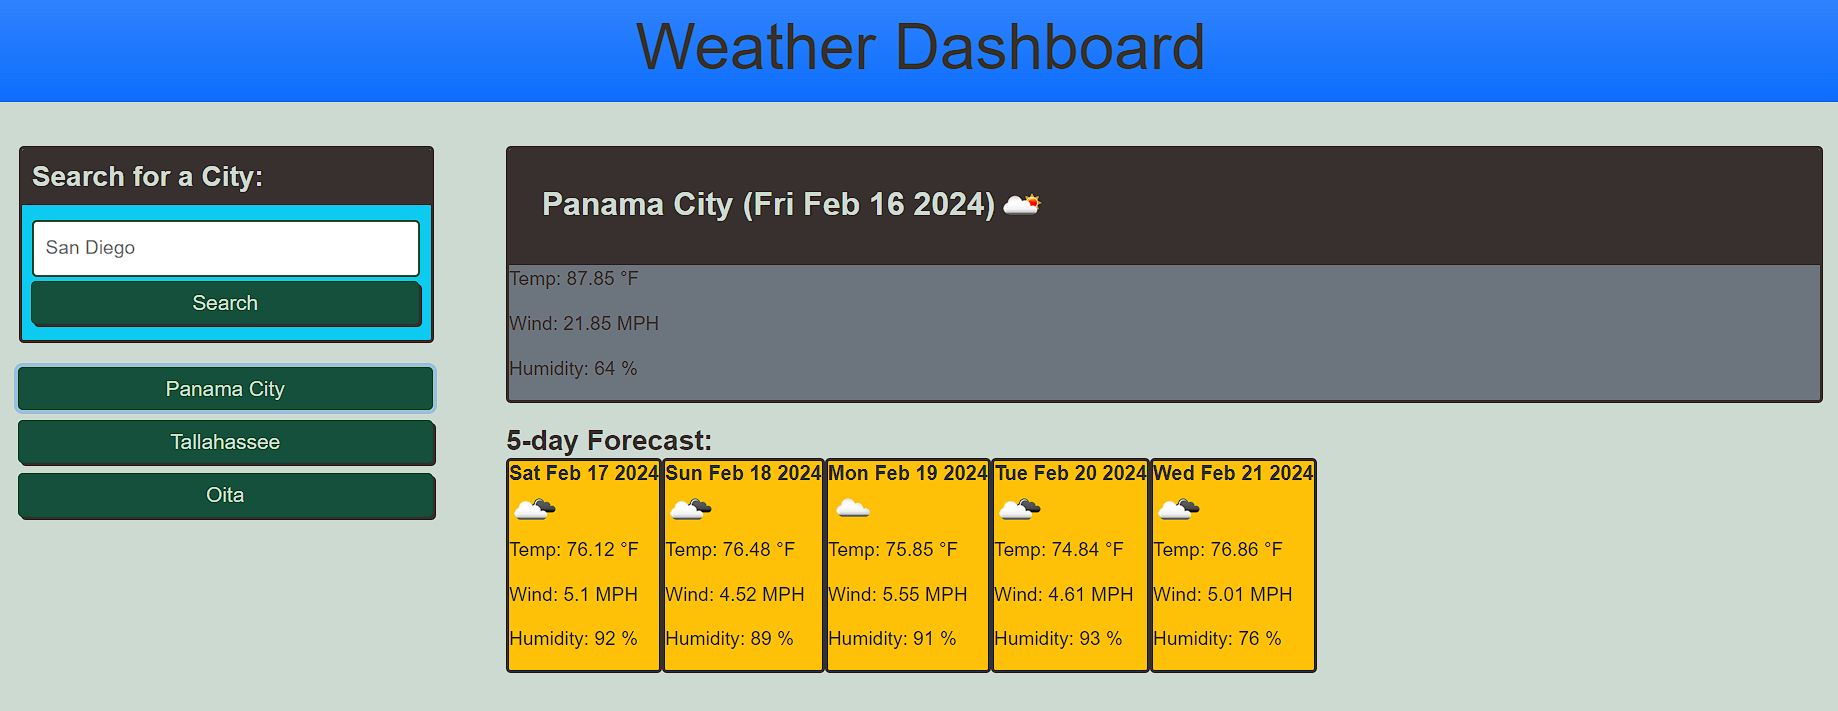 Weather Dashboard
Search for a City:
San Diego
Search
Panama City
Tallahassee
Oita
Panama City (Fri Feb 16 2024)
Temp: 87.85 °F
Wind: 21.85 MPH
Humidity: 64 %
5-day Forecast:
Sat Feb 17 2024
Temp: 76.12 °F
Wind: 5.1 MPH
Humidity: 92 %
Sun Feb 18 2024
Temp: 76.48 °F
Wind: 4.52 MPH
Humidity: 89 %
Mon Feb 19 2024
Temp: 75.85 °F
Wind: 5.55 MPH
Humidity: 91 %
Tue Feb 20 2024
Temp: 74.84 °F
Wind: 4.61 MPH
Humidity: 93 %
Wed Feb 21 2024
Temp: 76.86 °F
Wind: 5.01 MPH
Humidity: 76 %